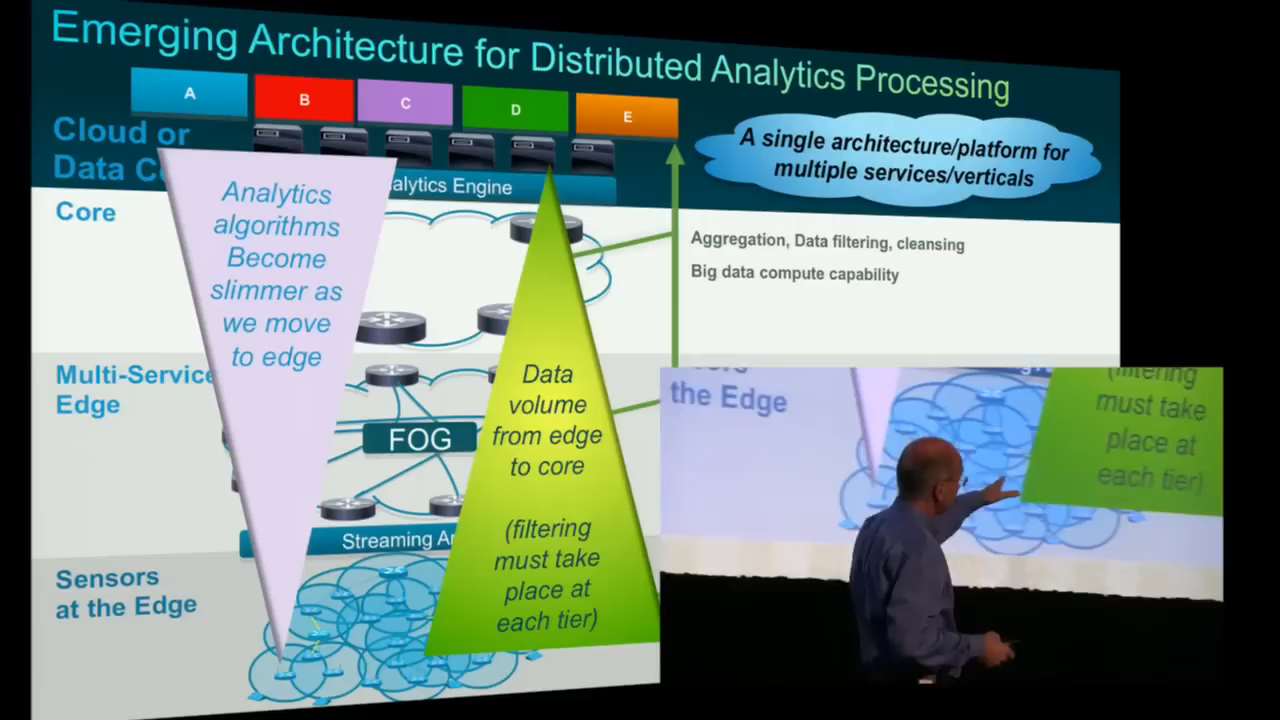 Emerging Architecture for Distributed Analytics Processing
A
B
C
D
E
Cloud or
Data
A single architecture/platform for
multiple services/verticals
Engine
Core
Analytics
algorithms
Become
slimmer as
we move
to edge
Aggregation, Data filtering, cleansing
Big data compute capability
Multi-Service
Edge
FOG
Data
volume
from edge
to core
(filtering
must take
place at
each tier)
Streaming
Sensors
at the Edge
the Edge
(filtering
must take
place at
each tier)